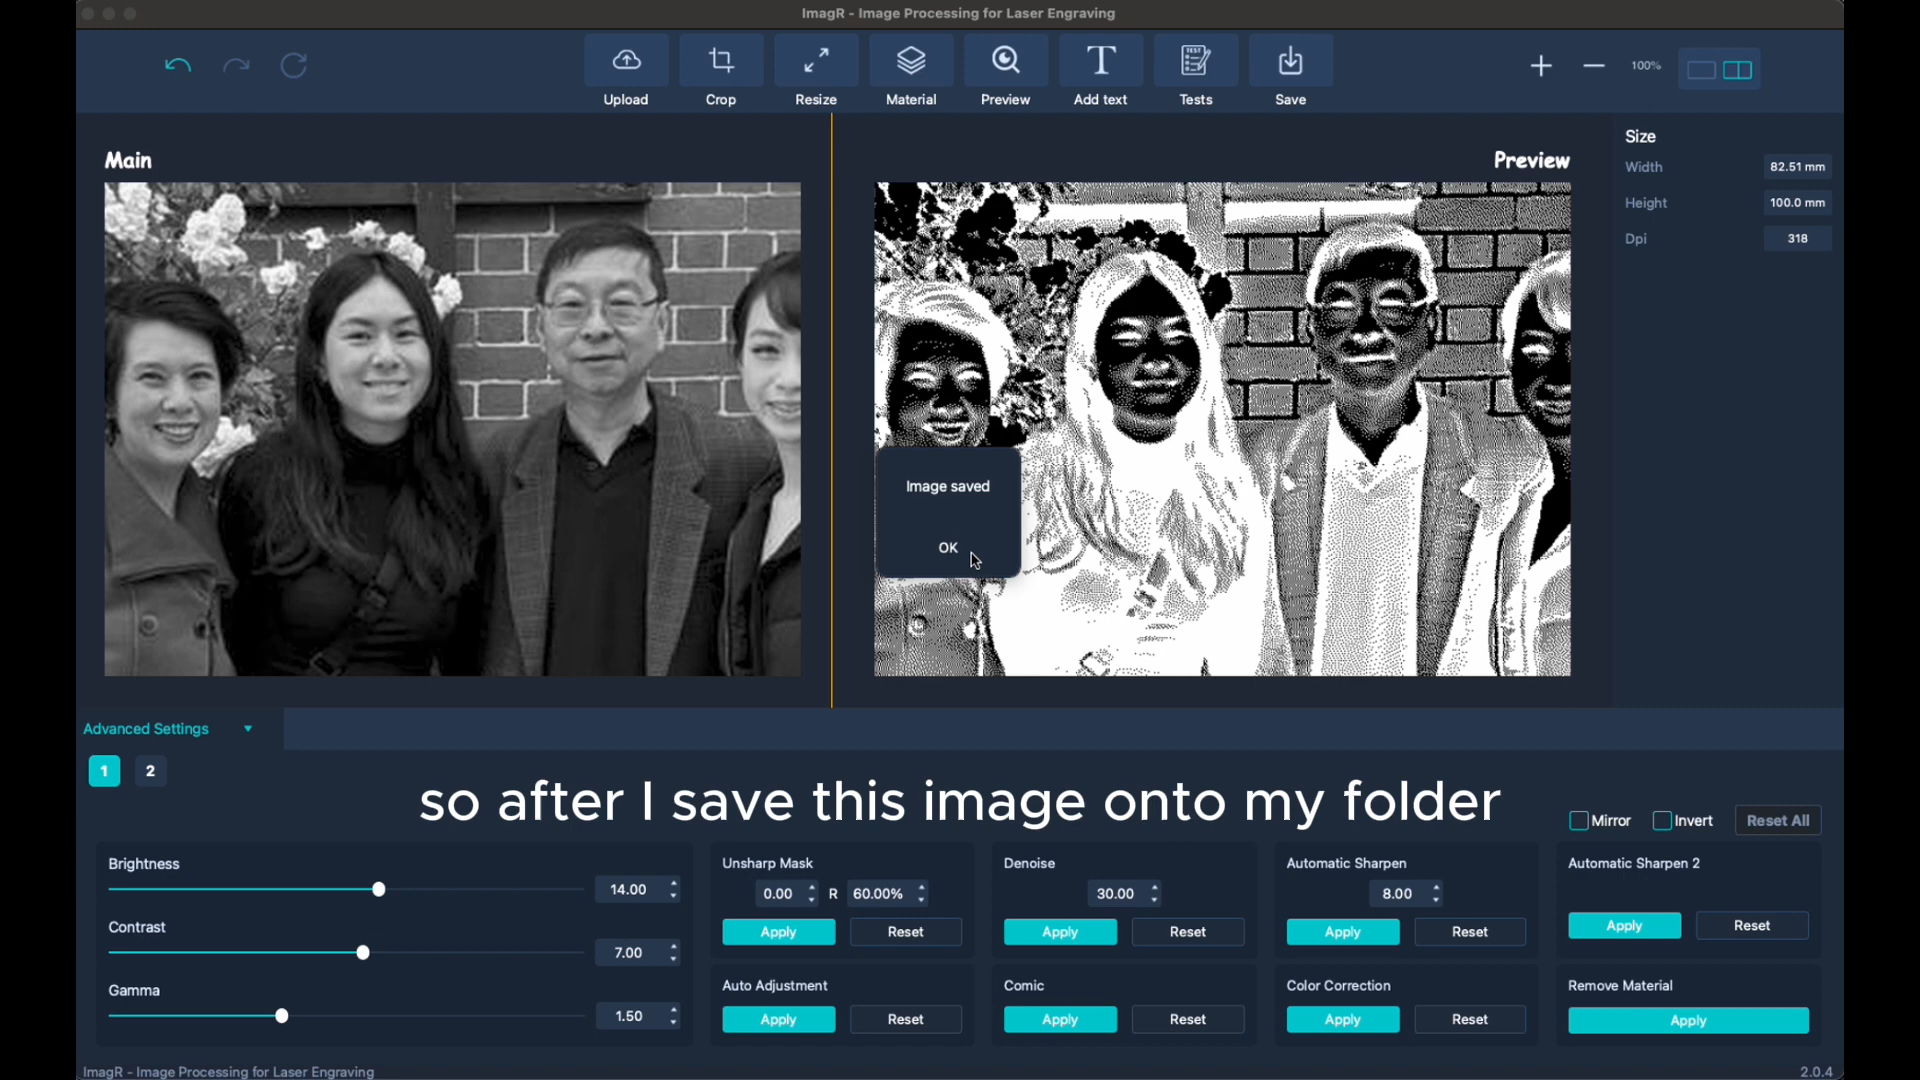 ImagR - Image Processing for Laser Engraving
Upload
Crop
Resize
Material
Preview
Add text
TEST
Tests
Save
100%
Main
Preview
Size
Width 82.51 mm
Height 100.0 mm
Dpi 318
Image saved
OK
Advanced Settings
1 2
so after I save this image onto my folder
Mirror Invert Reset All
Brightness
14.00
Contrast
7.00
Gamma
1.50
Unsharp Mask
0.00 R 60.00%
Apply Reset
Denoise
30.00
Apply Reset
Automatic Sharpen
8.00
Apply Reset
Automatic Sharpen 2
Apply Reset
Auto Adjustment
Apply Reset
Comic
Apply Reset
Color Correction
Apply Reset
Remove Material
Apply
ImagR - Image Processing for Laser Engraving
2.0.4